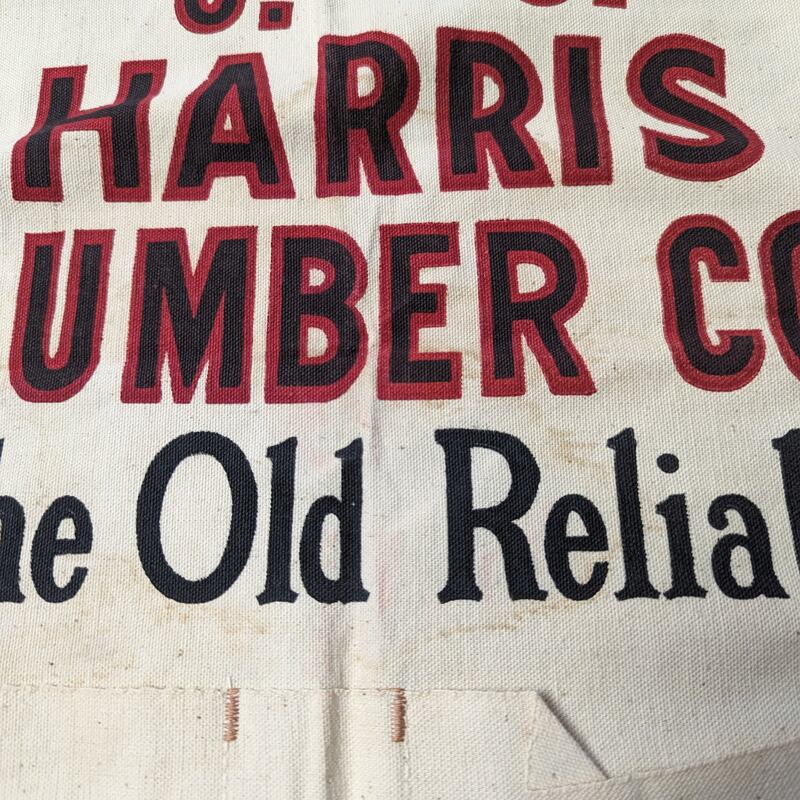 HARRIS
UMBER CO
he Old Relia